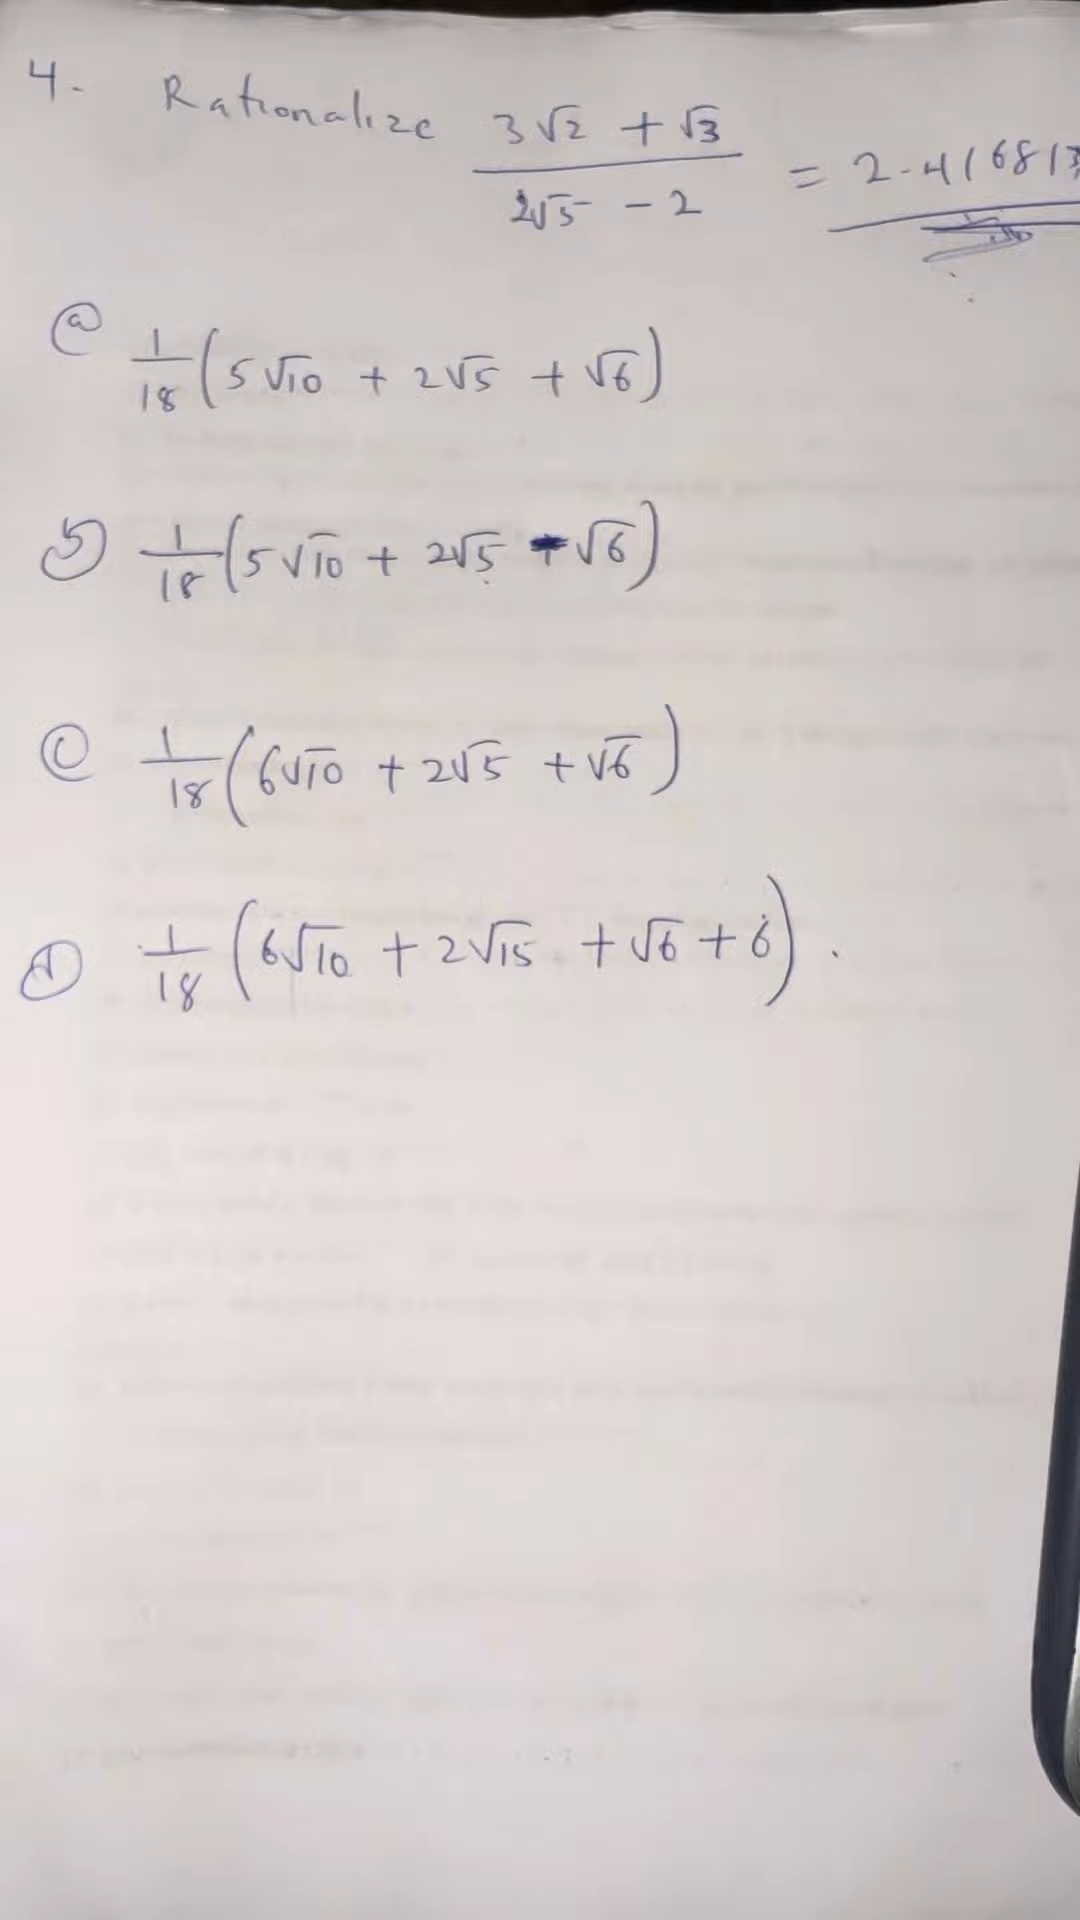 4. Rationalize (3√2 + √3)/(2√5 - 2) = 2.416813
(a) 1/18 (5√10 + 2√5 + √6)
(b) 1/18 (5√10 + 2√5 - √6)
(c) 1/18 (6√10 + 2√5 + √6)
(d) 1/18 (6√10 + 2√15 + √6 + 6).